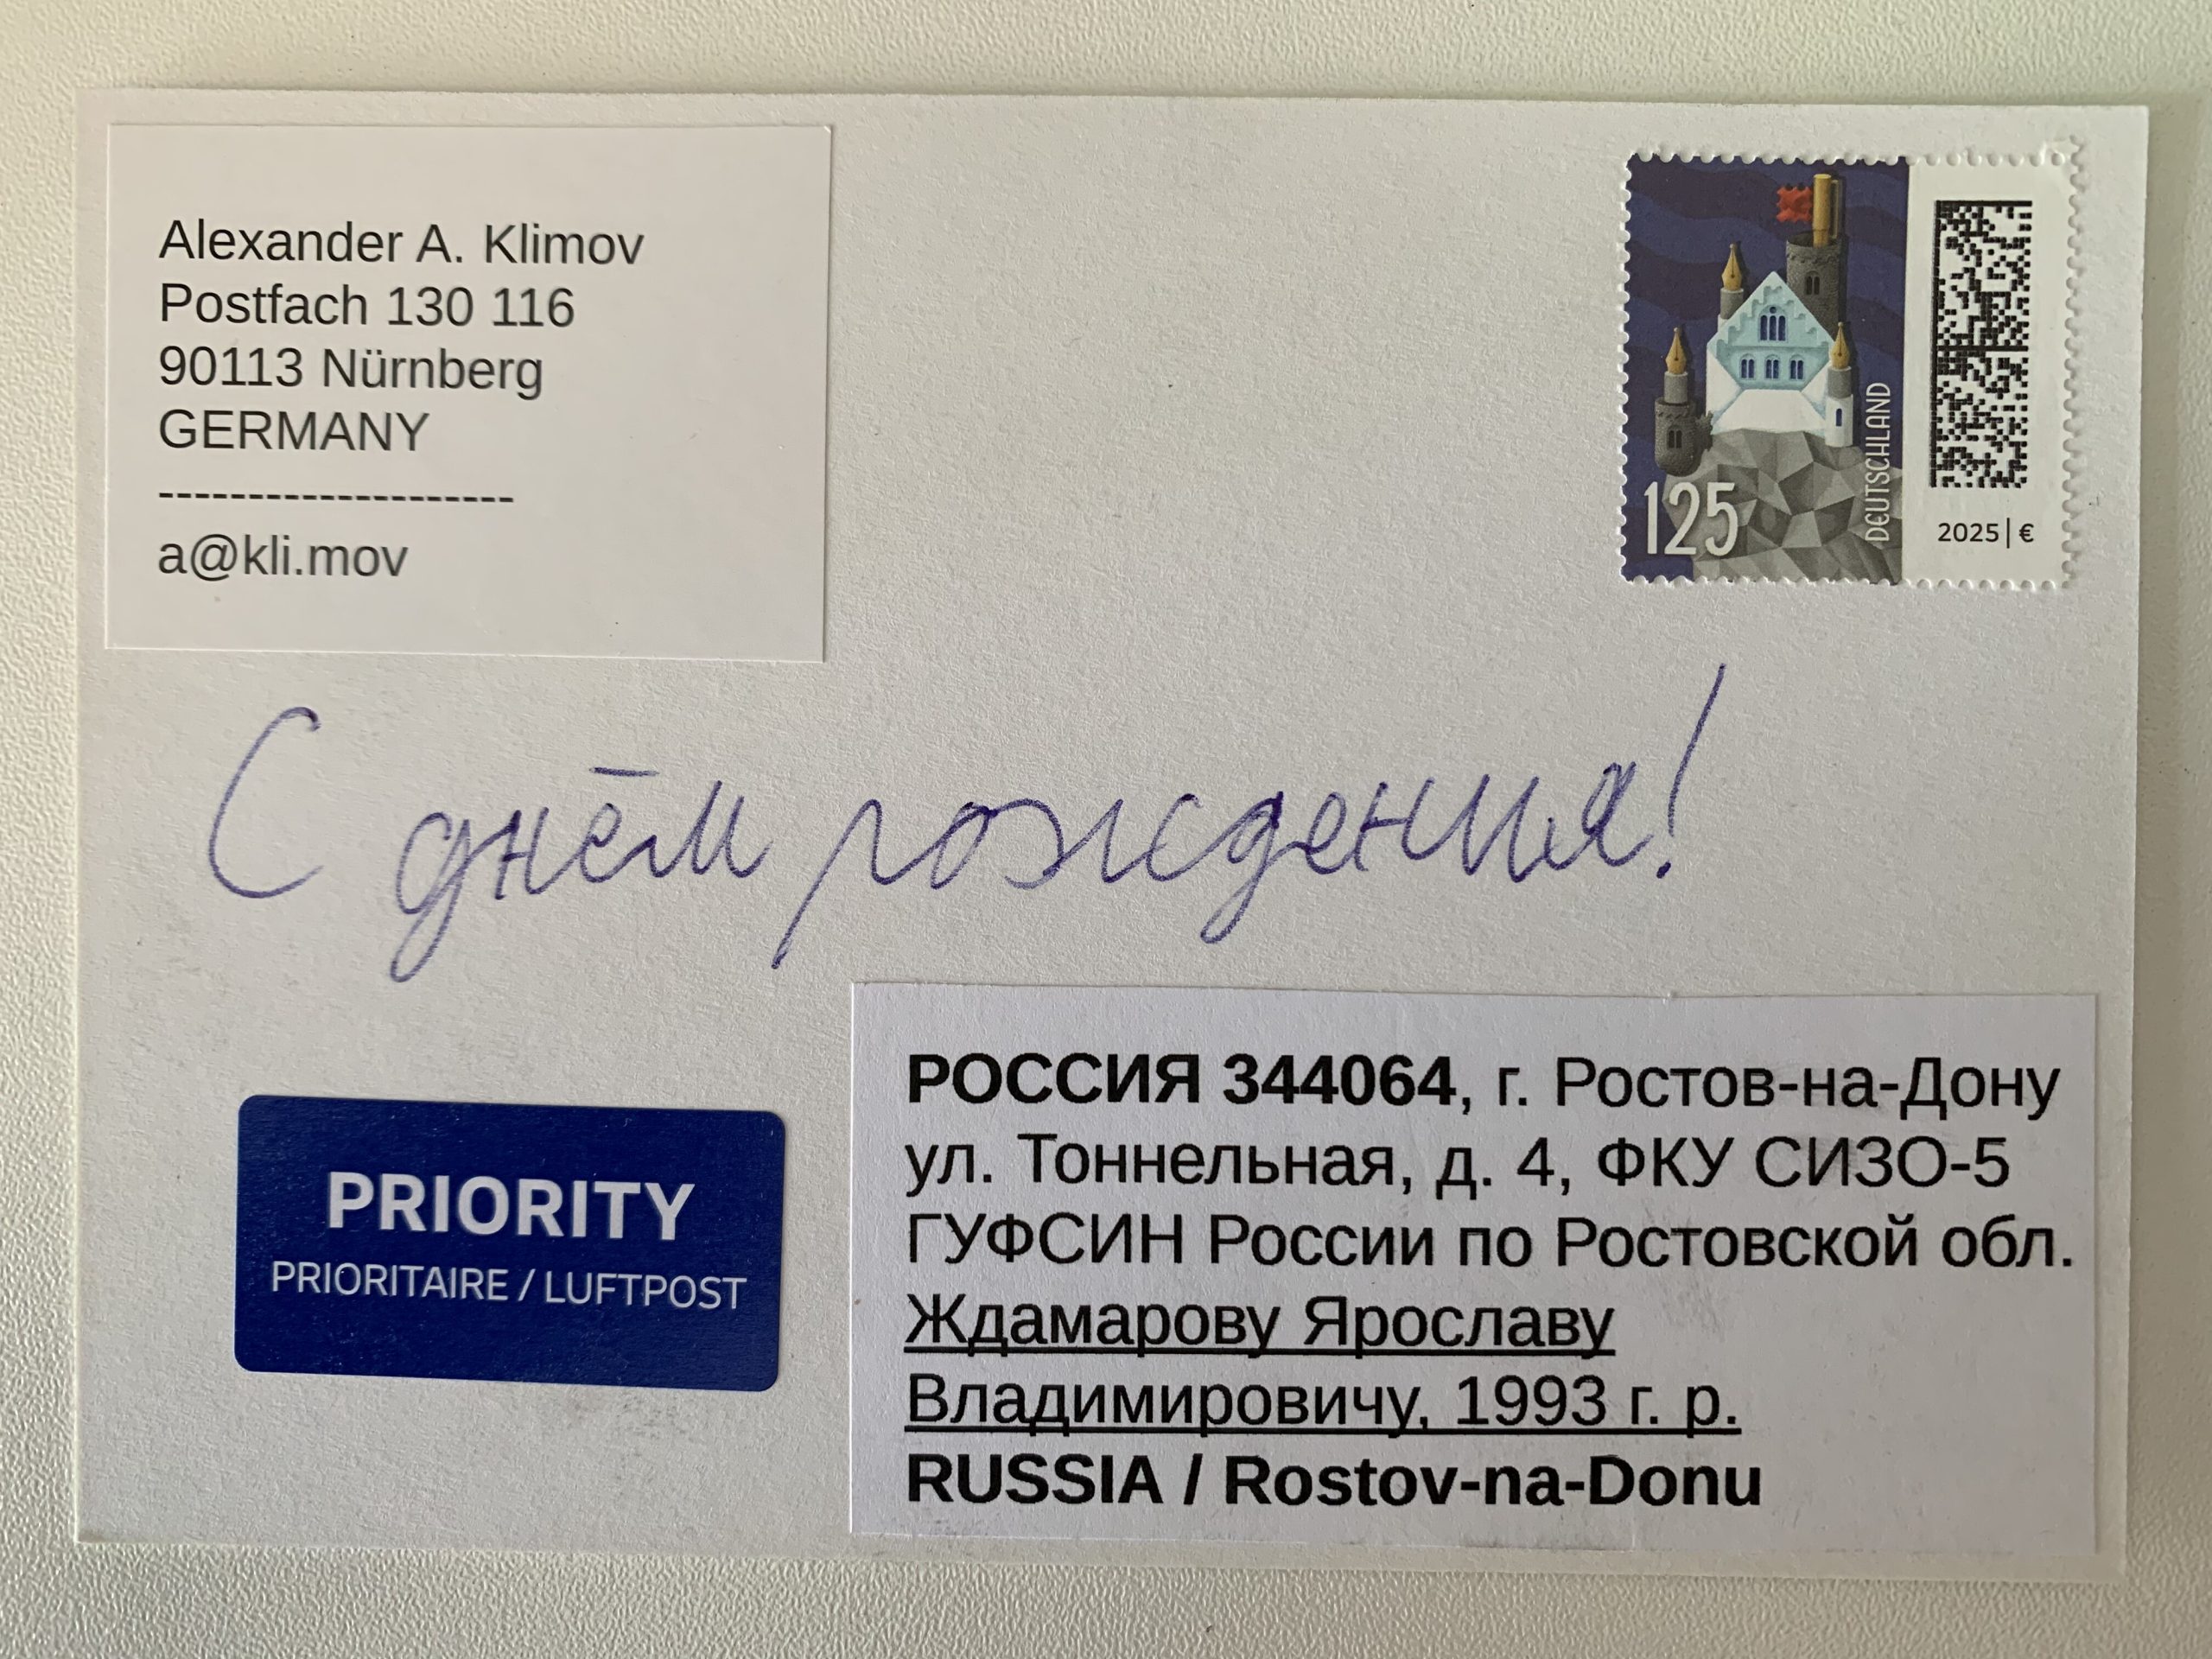 Alexander A. Klimov
Postfach 130 116
90113 Nürnberg
GERMANY
--------------------
a@kli.mov
125
DEUTSCHLAND
2025 | €
С днём рождения!
PRIORITY
PRIORITAIRE / LUFTPOST
РОССИЯ 344064, г. Ростов-на-Дону
ул. Тоннельная, д. 4, ФКУ СИЗО-5
ГУФСИН России по Ростовской обл.
Ждамарову Ярославу
Владимировичу, 1993 г. р.
RUSSIA / Rostov-na-Donu